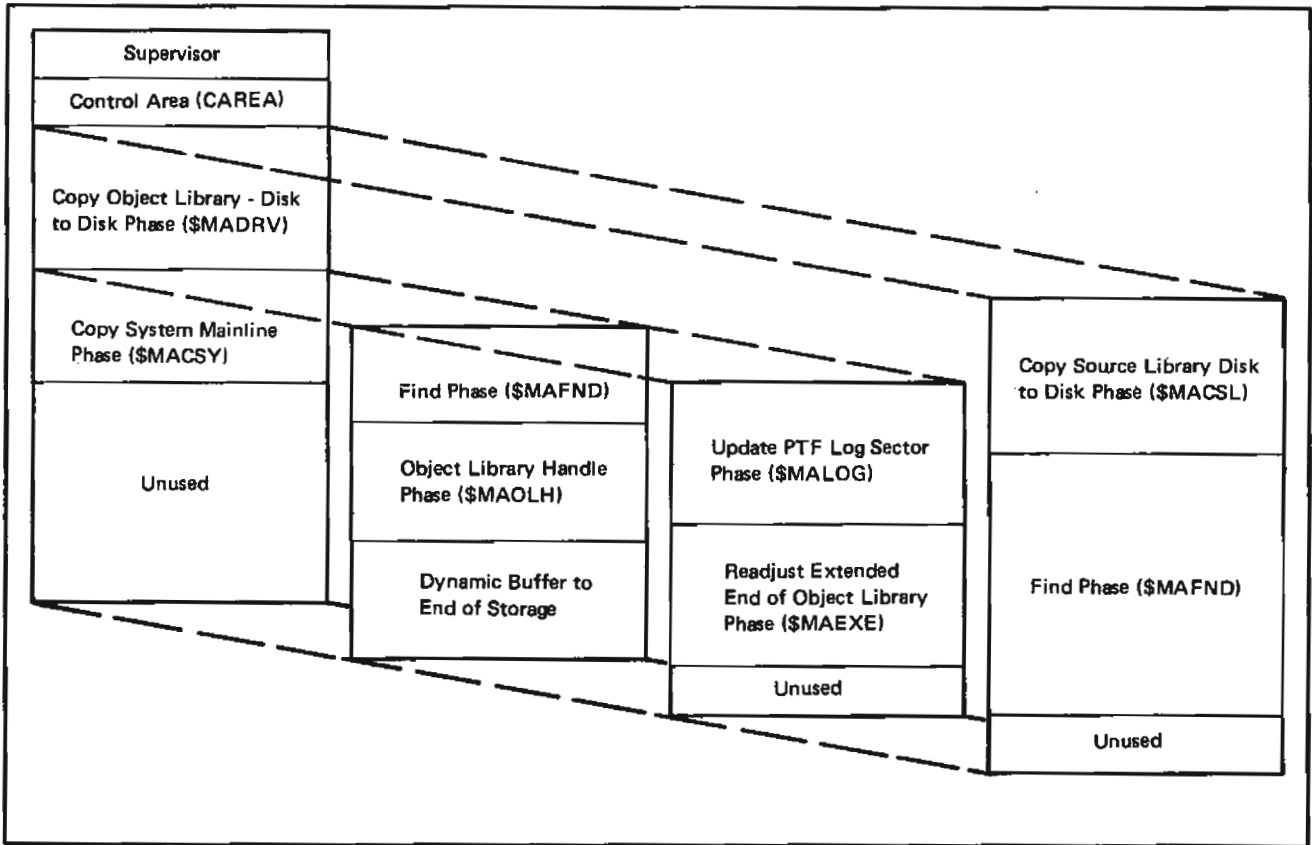 Supervisor
Control Area (CAREA)
Copy Object Library - Disk
to Disk Phase ($MADRV)
Copy System Mainline
Phase ($MACSY)
Unused
Find Phase ($MAFND)
Object Library Handle
Phase ($MAOLH)
Dynamic Buffer to
End of Storage
Update PTF Log Sector
Phase ($MALOG)
Readjust Extended
End of Object Library
Phase ($MAEXE)
Unused
Copy Source Library Disk
to Disk Phase ($MACSL)
Find Phase ($MAFND)
Unused